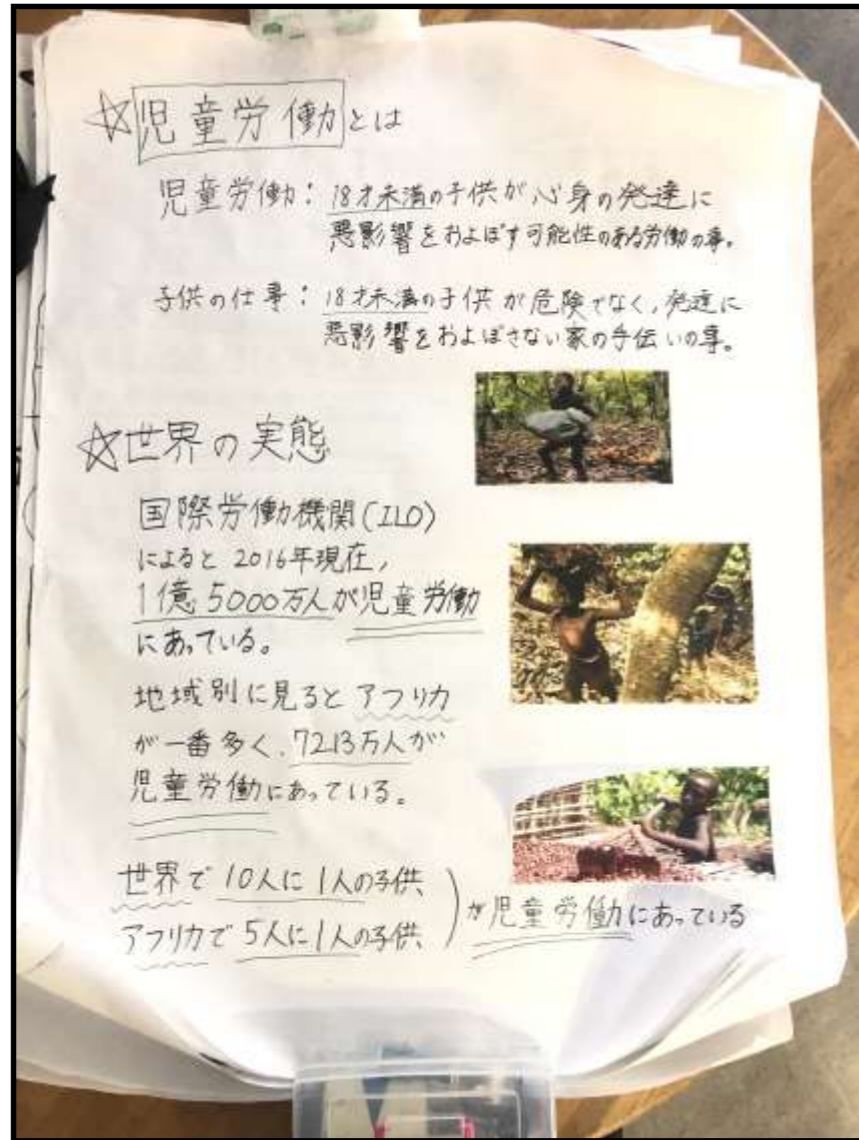 ☆児童労働とは
児童労働：18才未満の子供が心身の発達に
悪影響をおよぼす可能性のある労働の事。
子供の仕事：18才未満の子供が危険でなく、発達に
悪影響をおよぼさない家の手伝いの事。
☆世界の実態
国際労働機関(ILO)
によると2016年現在，
1億5000万人が児童労働
にあっている。
地域別に見るとアフリカ
が一番多く、7213万人が
児童労働にあっている。
世界で10人に1人の子供
アフリカで5人に1人の子供
)が児童労働にあっている